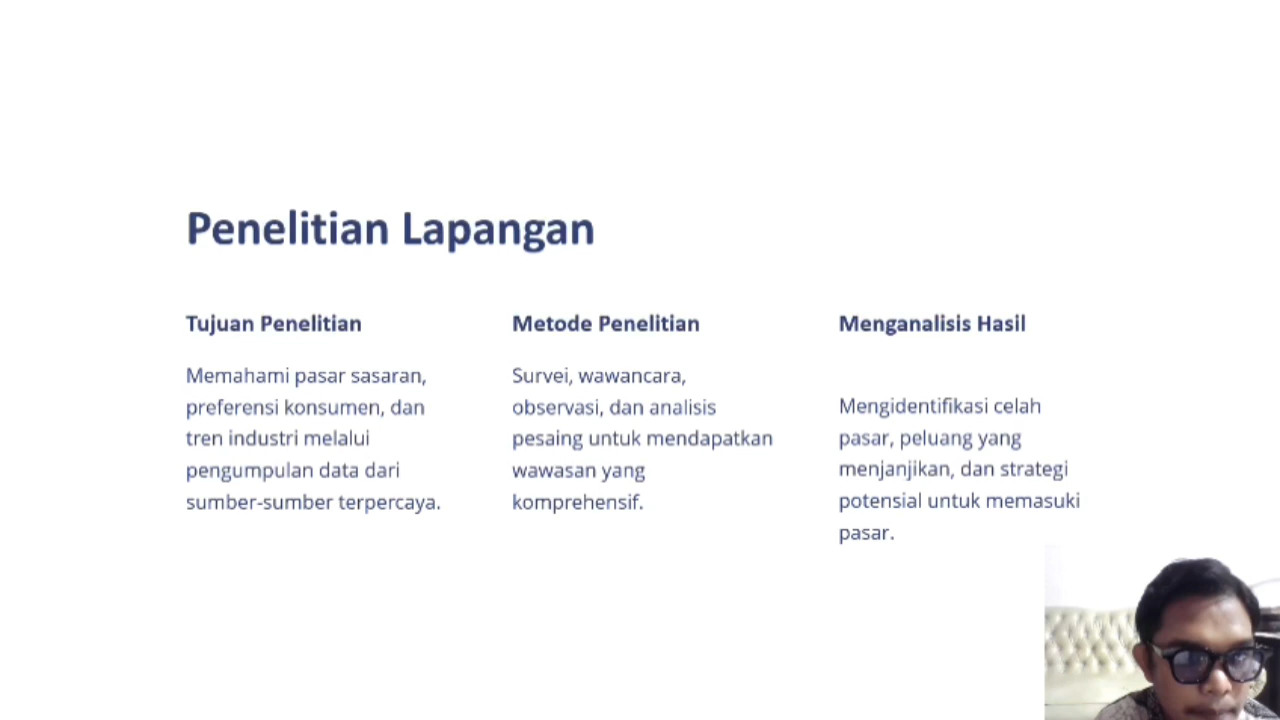 Penelitian Lapangan
Tujuan Penelitian
Memahami pasar sasaran,
preferensi konsumen, dan
tren industri melalui
pengumpulan data dari
sumber-sumber terpercaya.
Metode Penelitian
Survei, wawancara,
observasi, dan analisis
pesaing untuk mendapatkan
wawasan yang
komprehensif.
Menganalisis Hasil
Mengidentifikasi celah
pasar, peluang yang
menjanjikan, dan strategi
potensial untuk memasuki
pasar.